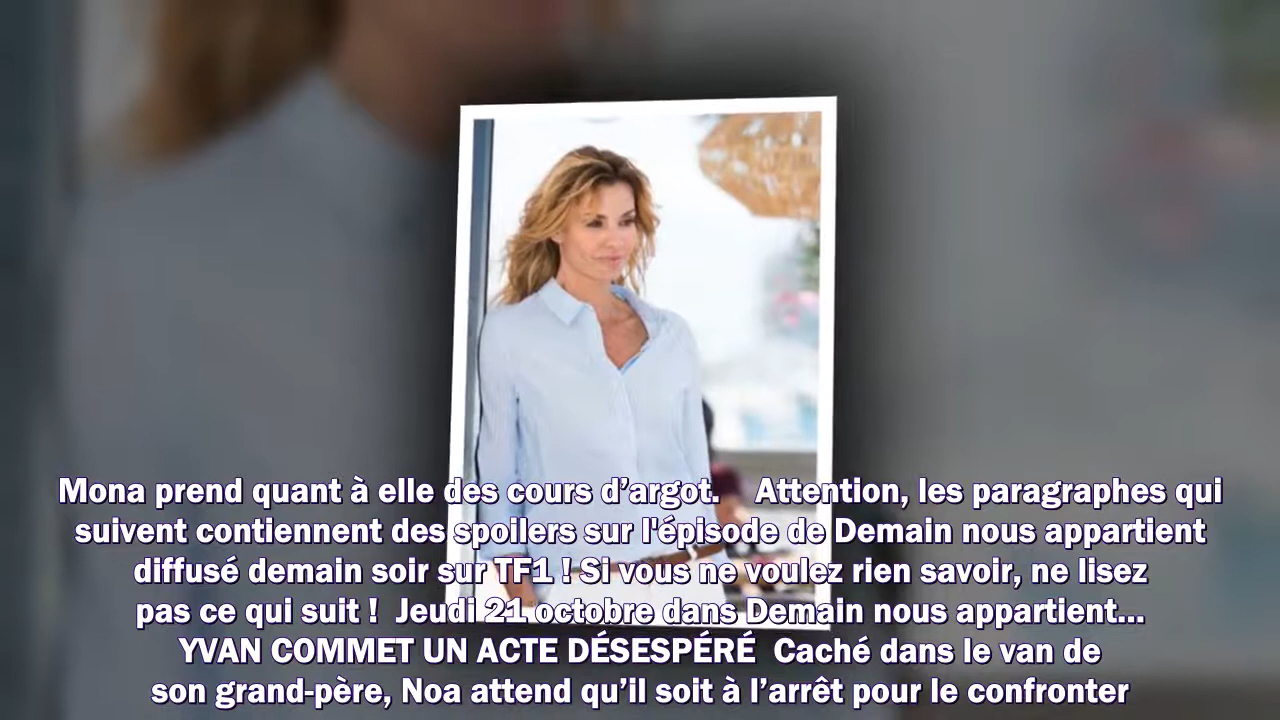 Mona prend quant à elle des cours d’argot.    Attention, les paragraphes qui
suivent contiennent des spoilers sur l'épisode de Demain nous appartient
diffusé demain soir sur TF1 ! Si vous ne voulez rien savoir, ne lisez
pas ce qui suit !  Jeudi 21 octobre dans Demain nous appartient...
YVAN COMMET UN ACTE DÉSESPÉRÉ  Caché dans le van de
son grand-père, Noa attend qu’il soit à l’arrêt pour le confronter